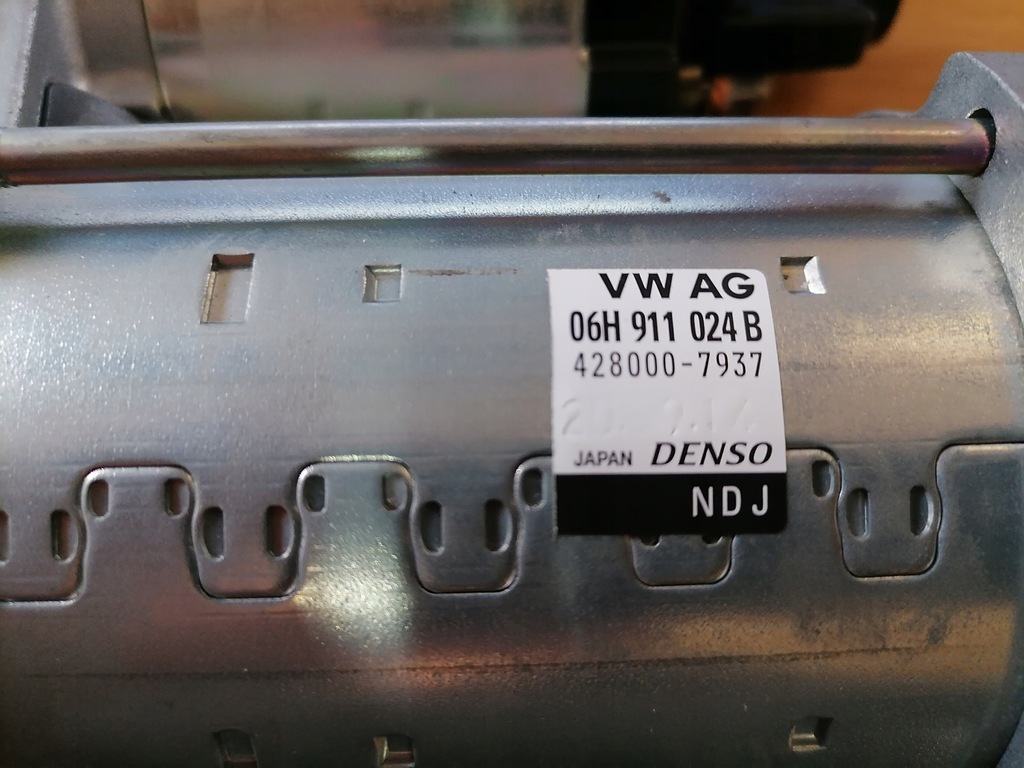 VW AG
06H 911 024 B
428000-7937
JAPAN DENSO
NDJ